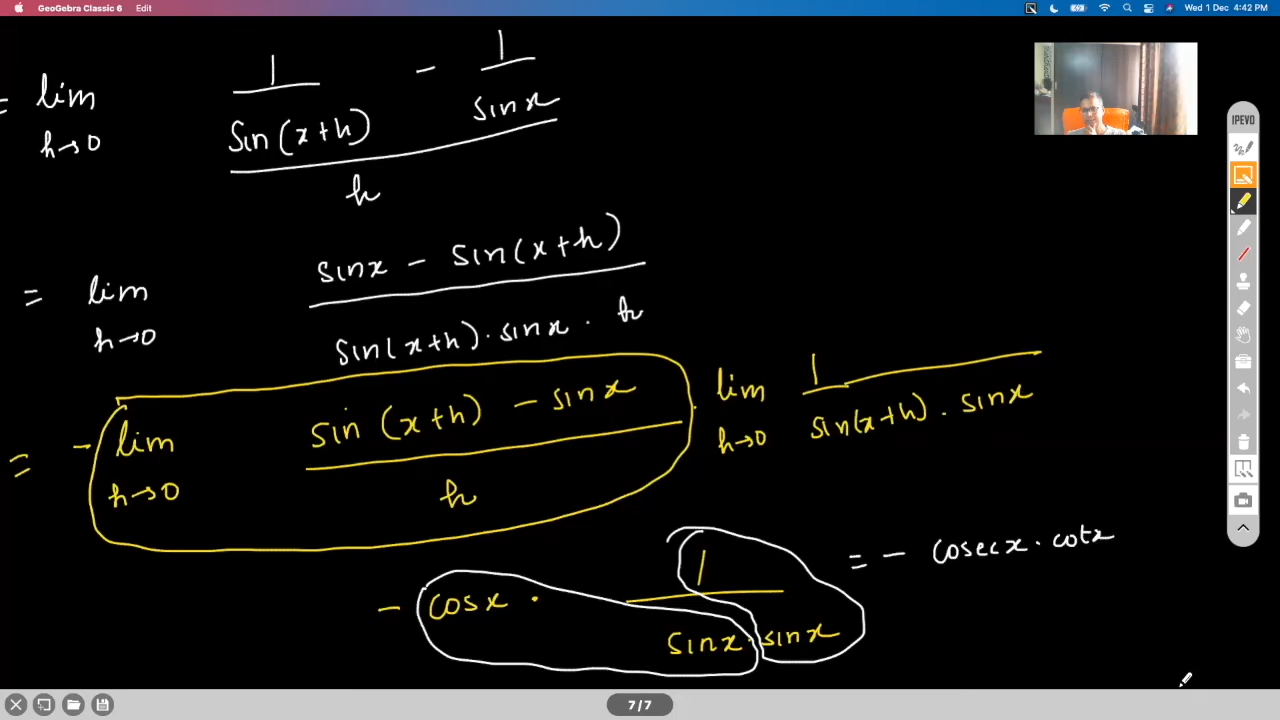 GeoGebra Classic 6 Edit Wed 1 Dec 4:42 PM
= lim h→0 (1/sin(x+h) - 1/sinx)/h
IPEVO
= lim h→0 (sinx - sin(x+h))/(sin(x+h)·sinx·h)
= - lim h→0 (sin(x+h) - sinx)/h · lim h→0 1/(sin(x+h)·sinx)
- cosx · 1/(sinx·sinx) = - cosecx·cotx
7/7